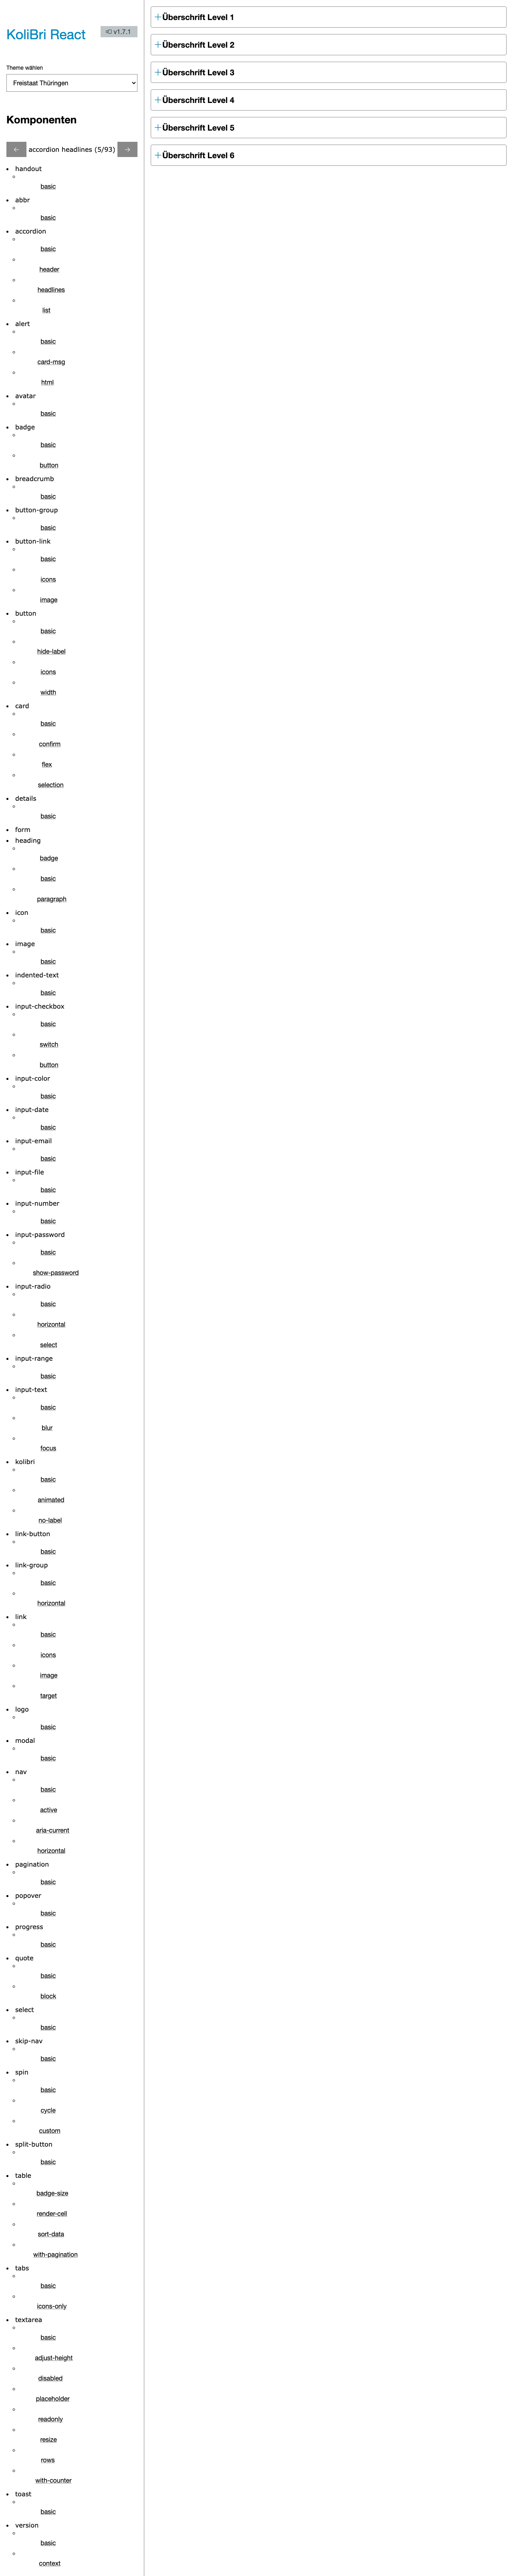 KoliBri React
v1.7.1
Theme wählen
Freistaat Thüringen
Komponenten
← accordion headlines (5/93) →
handout
basic
abbr
basic
accordion
basic
header
headlines
list
alert
basic
card-msg
html
avatar
basic
badge
basic
button
breadcrumb
basic
button-group
basic
button-link
basic
icons
image
button
basic
hide-label
icons
width
card
basic
confirm
flex
selection
details
basic
form
heading
badge
basic
paragraph
icon
basic
image
basic
indented-text
basic
input-checkbox
basic
switch
button
input-color
basic
input-date
basic
input-email
basic
input-file
basic
input-number
basic
input-password
basic
show-password
input-radio
basic
horizontal
select
input-range
basic
input-text
basic
blur
focus
kolibri
basic
animated
no-label
link-button
basic
link-group
basic
horizontal
link
basic
icons
image
target
logo
basic
modal
basic
nav
basic
active
aria-current
horizontal
pagination
basic
popover
basic
progress
basic
quote
basic
block
select
basic
skip-nav
basic
spin
basic
cycle
custom
split-button
basic
table
badge-size
render-cell
sort-data
with-pagination
tabs
basic
icons-only
textarea
basic
adjust-height
disabled
placeholder
readonly
resize
rows
with-counter
toast
basic
version
basic
context
Überschrift Level 1
Überschrift Level 2
Überschrift Level 3
Überschrift Level 4
Überschrift Level 5
Überschrift Level 6